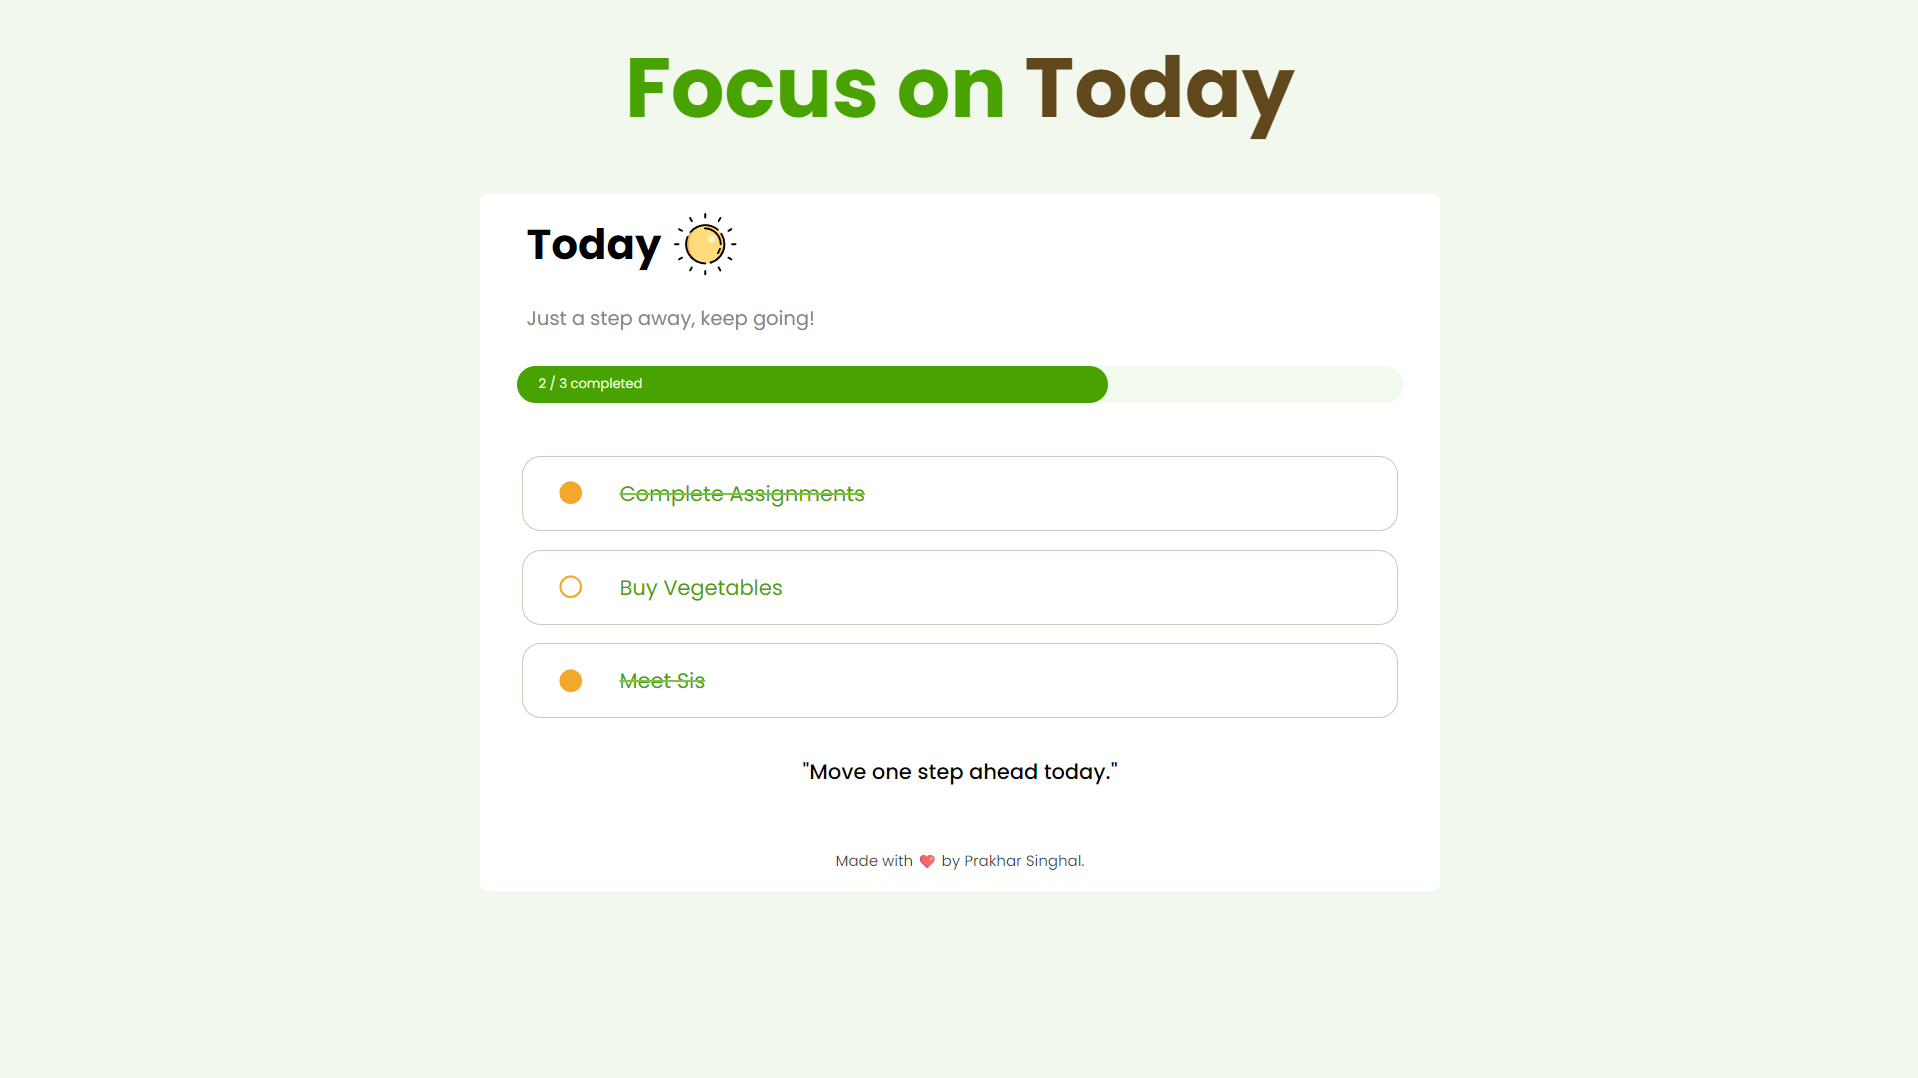 Focus on Today
Today
Just a step away, keep going!
2 / 3 completed
Complete Assignments
Buy Vegetables
Meet Sis
"Move one step ahead today."
Made with ❤️ by Prakhar Singhal.